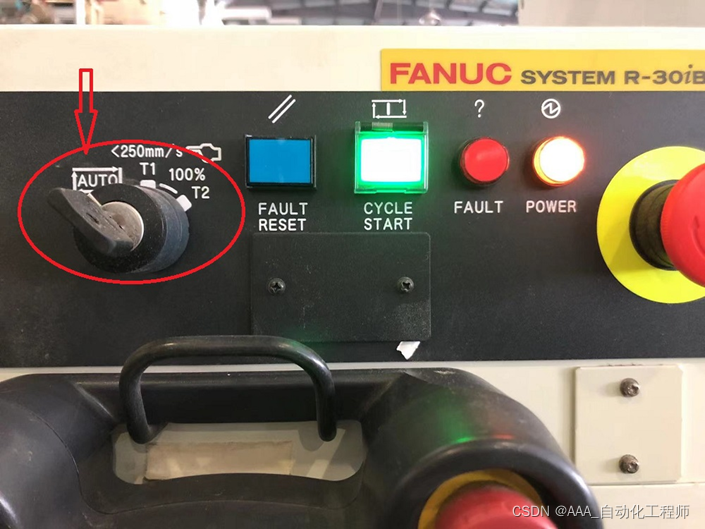 FANUC SYSTEM R-30iB
<250mm/s
T1
100%
AUTO
T2
?
FAULT
RESET
CYCLE
START
FAULT
POWER
CSDN @AAA_自动化工程师